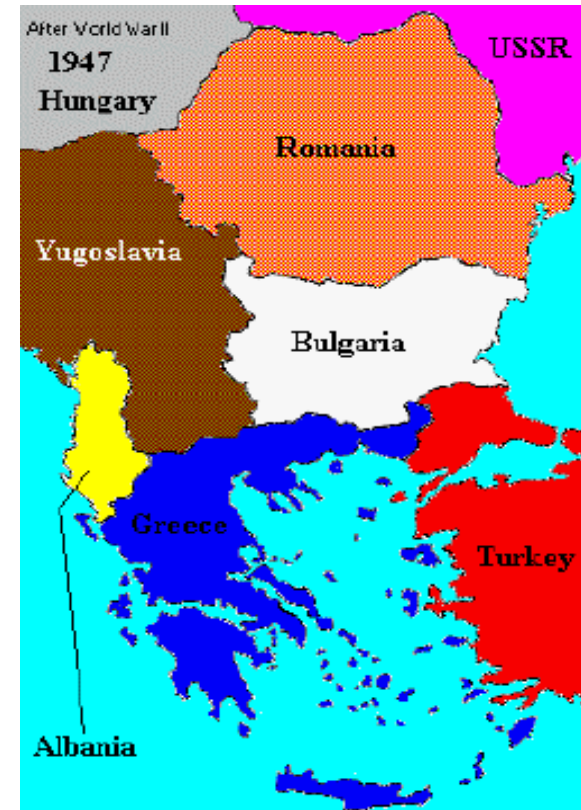 After World War II
1947
Hungary
USSR
Romania
Yugoslavia
Bulgaria
Greece
Turkey
Albania